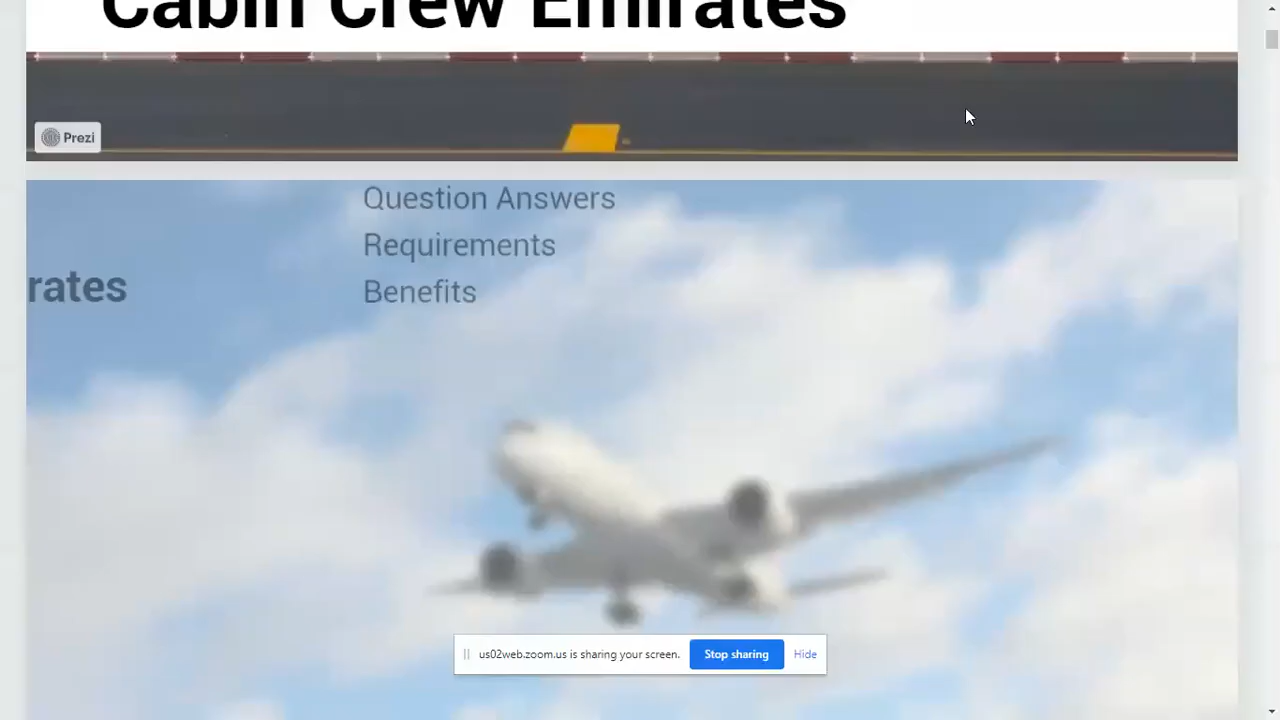 Cabin Crew Emirates
Prezi
Question Answers
Requirements
rates
Benefits
us02web.zoom.us is sharing your screen.
Stop sharing
Hide